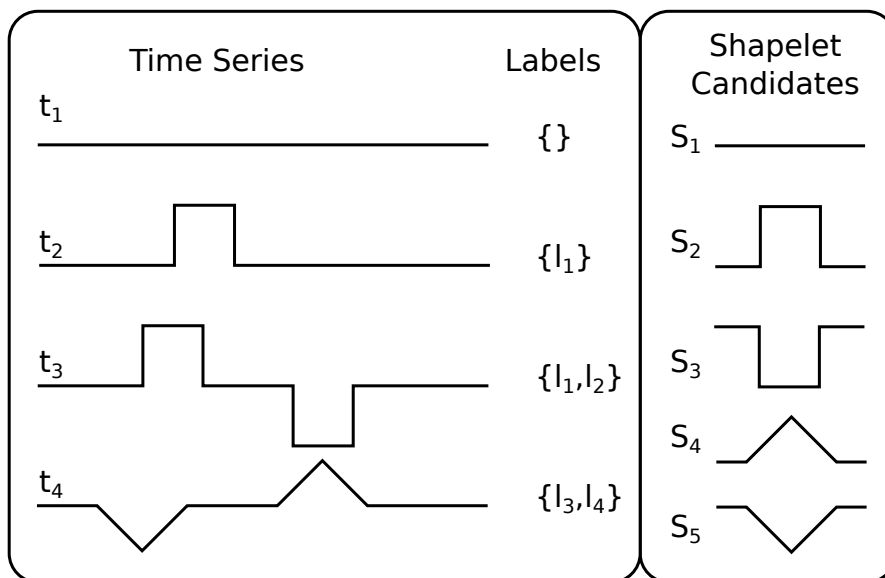 Time Series
Labels
t₁
{}
t₂
{l₁}
t₃
{l₁,l₂}
t₄
{l₃,l₄}
Shapelet
Candidates
S₁
S₂
S₃
S₄
S₅